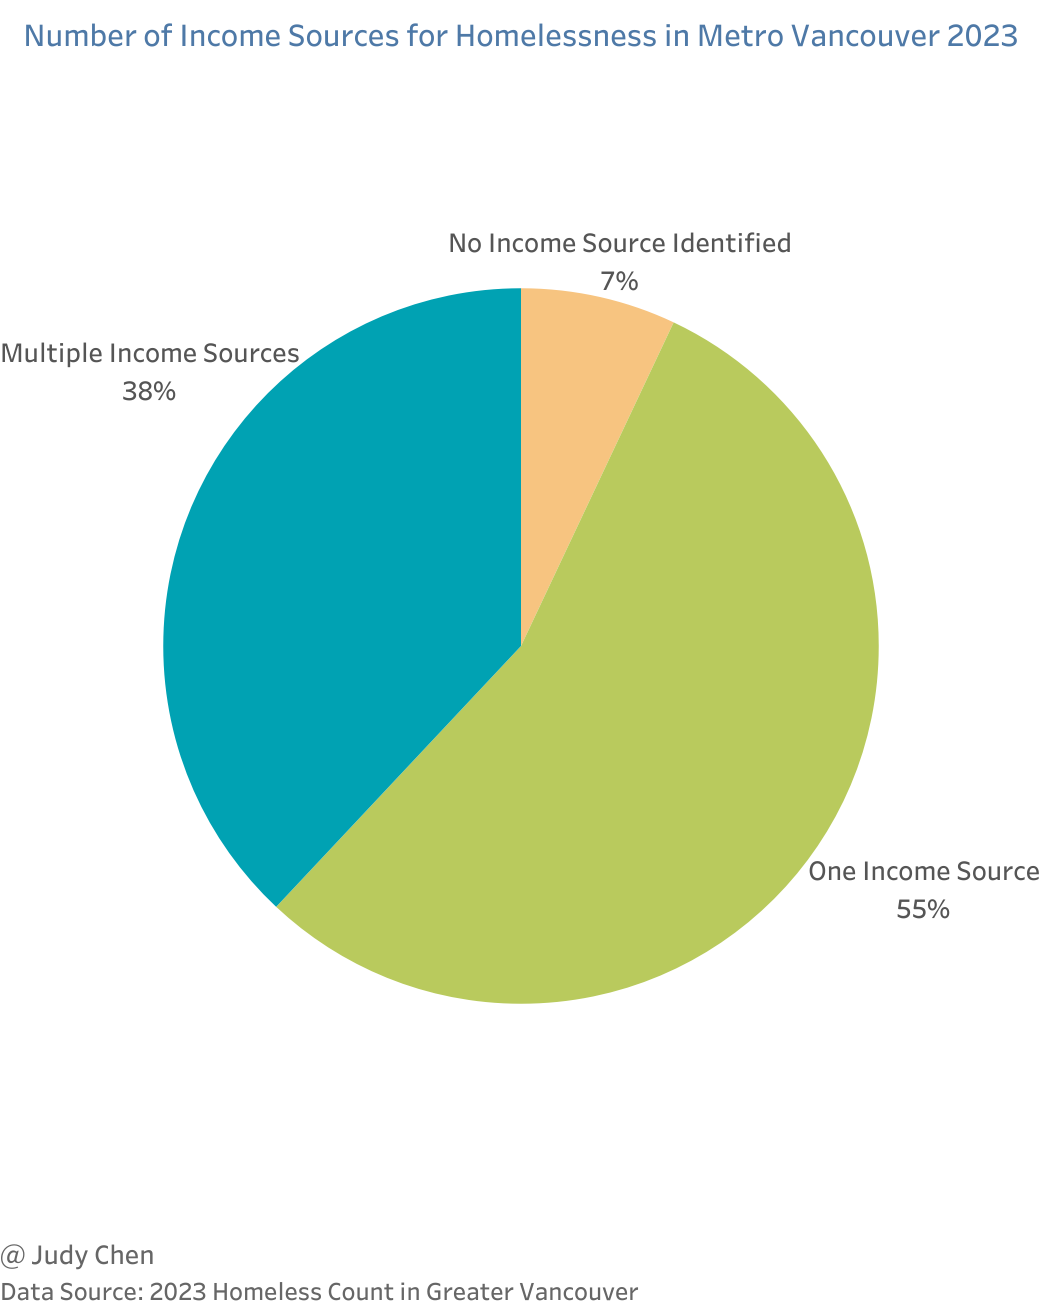 Number of Income Sources for Homelessness in Metro Vancouver 2023
No Income Source Identified
7%
Multiple Income Sources
38%
One Income Source
55%
@ Judy Chen
Data Source: 2023 Homeless Count in Greater Vancouver